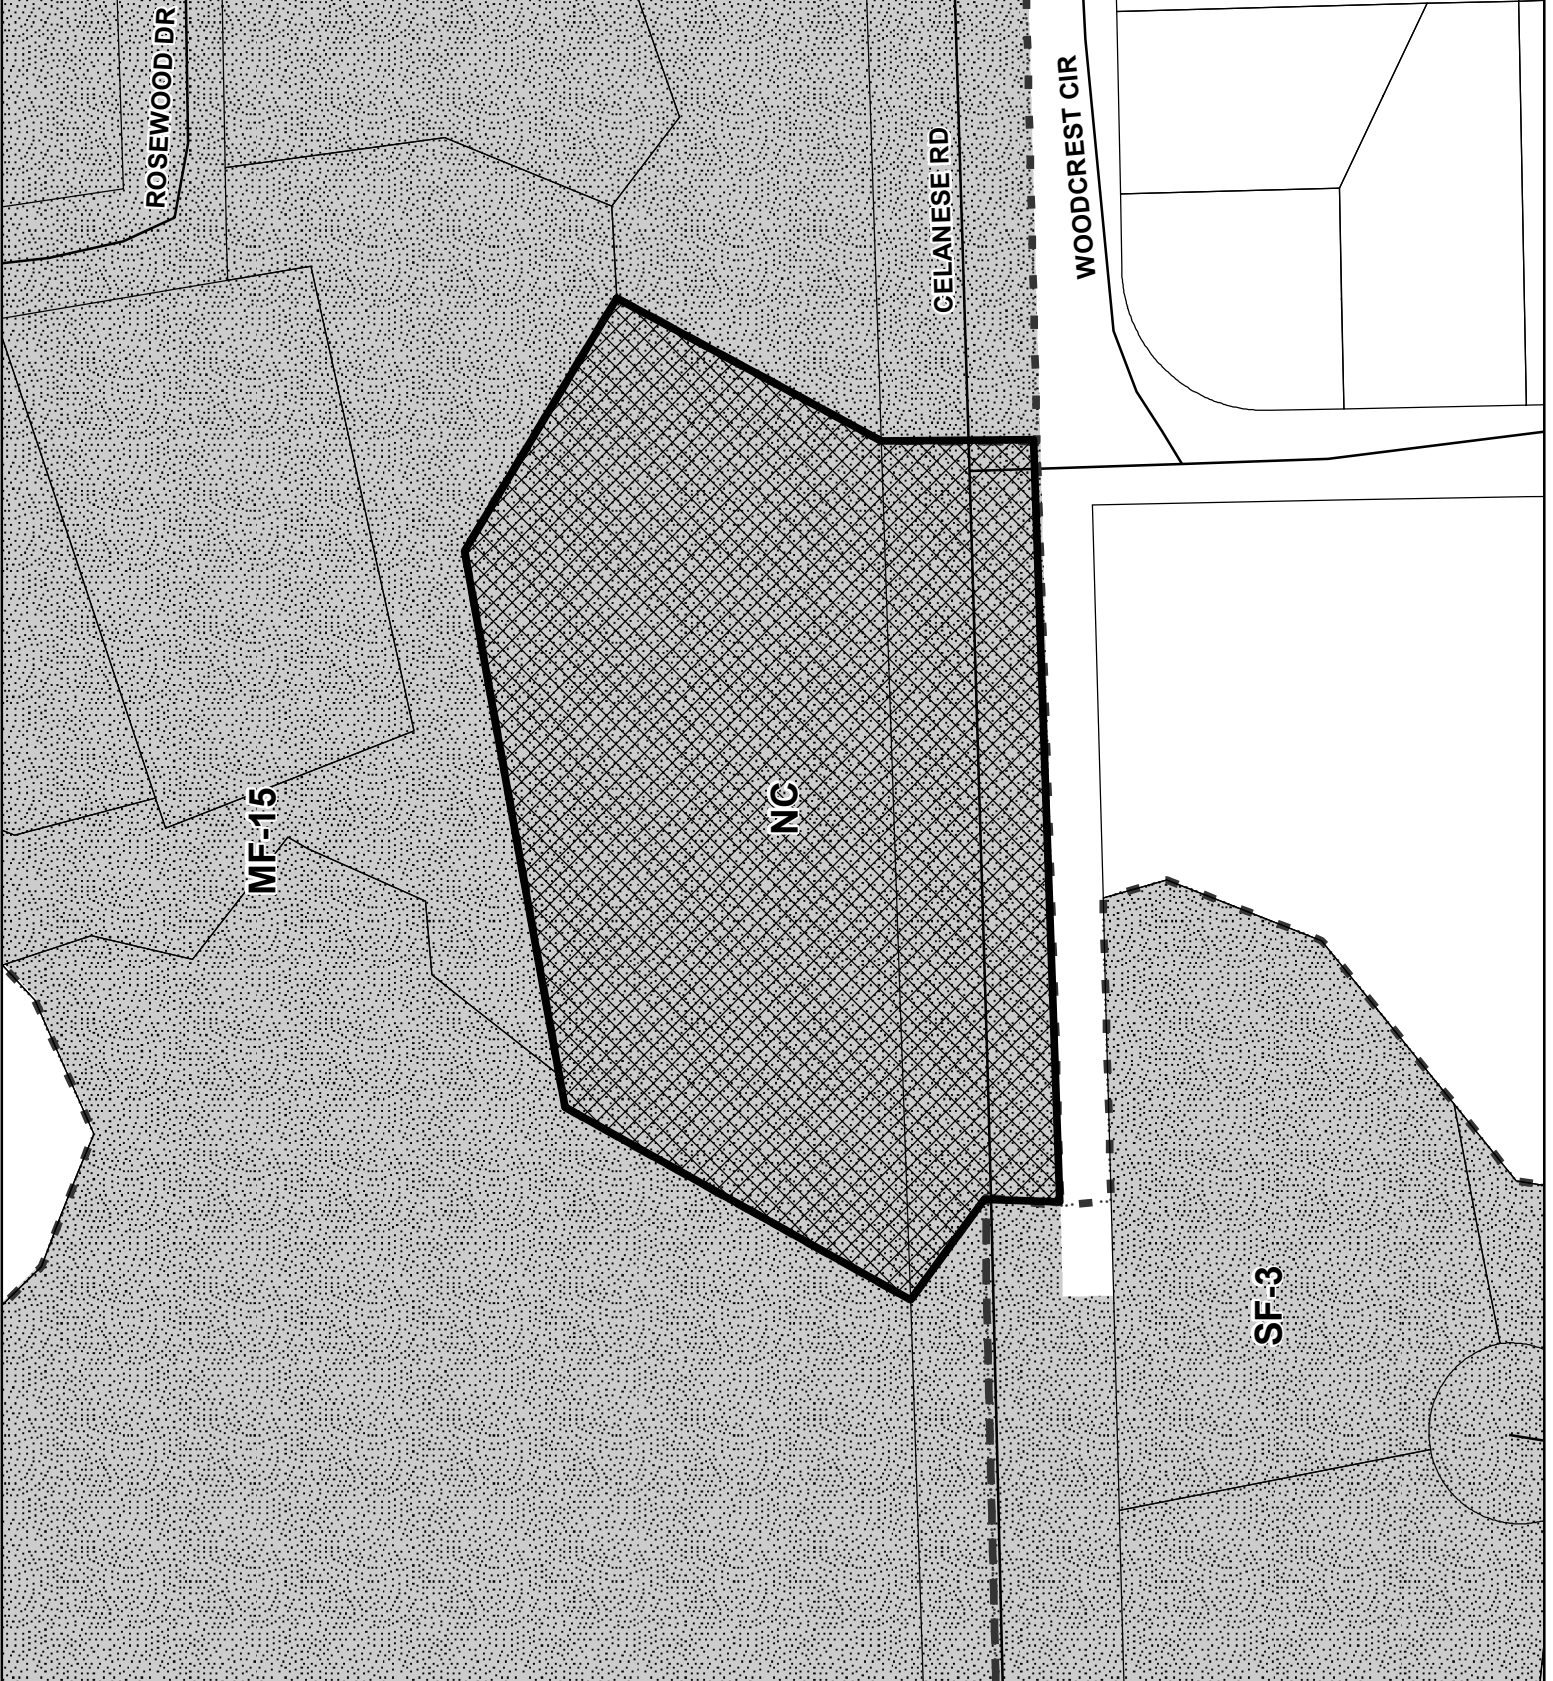 ROSEWOOD DR
CELANESE RD
WOODCREST CIR
NC
MF-15
SF-3